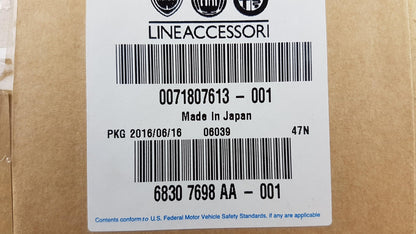 LINEACCESSORI
0071807613 - 001
Made In Japan
PKG 2016/06/16 06039 47N
6830 7698 AA - 001
Contents conform to U.S. Federal Motor Vehicle Safety Standards, if any are applicable